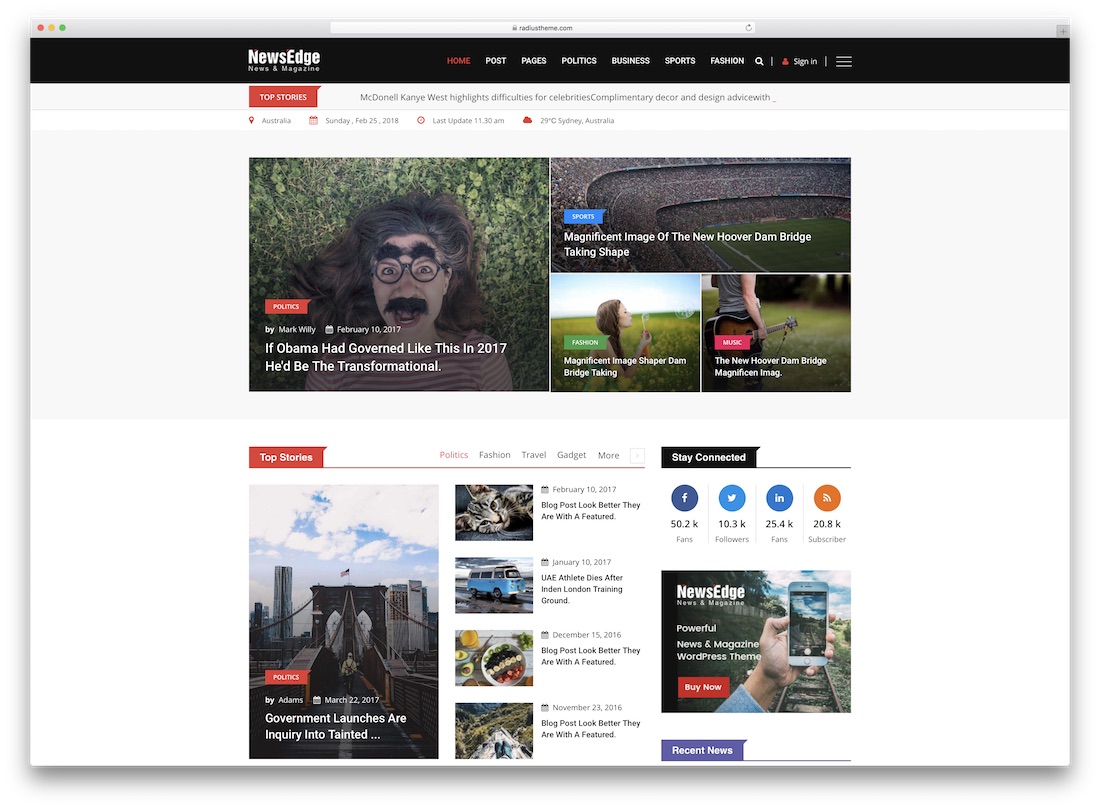 radiustheme.com
NewsEdge
News & Magazine
HOME POST PAGES POLITICS BUSINESS SPORTS FASHION | Sign in |
TOP STORIES McDonell Kanye West highlights difficulties for celebritiesComplimentary decor and design advicewith _
Australia Sunday , Feb 25 , 2018 Last Update 11.30 am 29°C Sydney, Australia
POLITICS
by Mark Willy February 10, 2017
If Obama Had Governed Like This In 2017
He'd Be The Transformational.
SPORTS
Magnificent Image Of The New Hoover Dam Bridge
Taking Shape
FASHION
Magnificent Image Shaper Dam
Bridge Taking
MUSIC
The New Hoover Dam Bridge
Magnificen Imag.
Top Stories Politics Fashion Travel Gadget More
POLITICS
by Adams March 22, 2017
Government Launches Are
Inquiry Into Tainted ...
February 10, 2017
Blog Post Look Better They
Are With A Featured.
January 10, 2017
UAE Athlete Dies After
Inden London Training
Ground.
December 15, 2016
Blog Post Look Better They
Are With A Featured.
November 23, 2016
Blog Post Look Better They
Are With A Featured.
Stay Connected
50.2 k 10.3 k 25.4 k 20.8 k
Fans Followers Fans Subscriber
NewsEdge
News & Magazine
Powerful
News & Magazine
WordPress Theme
Buy Now
Recent News